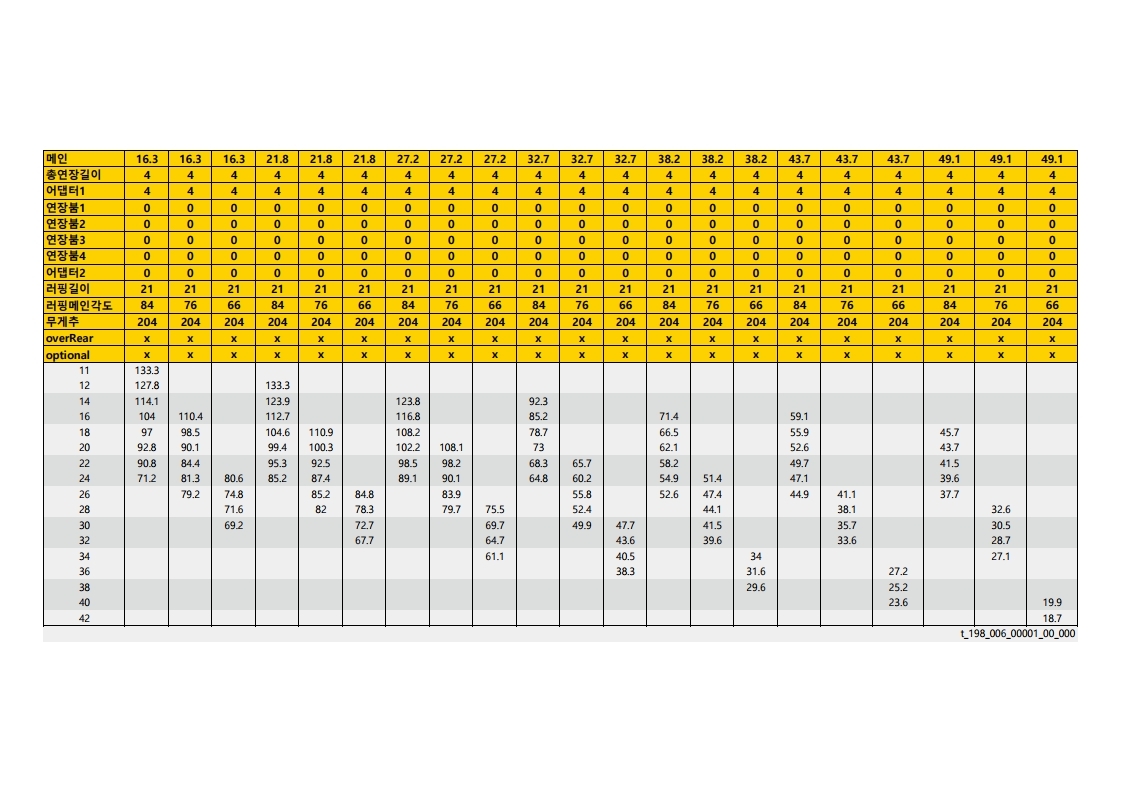 메인 16.3 16.3 16.3 21.8 21.8 21.8 27.2 27.2 27.2 32.7 32.7 32.7 38.2 38.2 38.2 43.7 43.7 43.7 49.1 49.1 49.1
총연장길이 4 4 4 4 4 4 4 4 4 4 4 4 4 4 4 4 4 4 4 4 4
어댑터1 4 4 4 4 4 4 4 4 4 4 4 4 4 4 4 4 4 4 4 4 4
연장붐1 0 0 0 0 0 0 0 0 0 0 0 0 0 0 0 0 0 0 0 0 0
연장붐2 0 0 0 0 0 0 0 0 0 0 0 0 0 0 0 0 0 0 0 0 0
연장붐3 0 0 0 0 0 0 0 0 0 0 0 0 0 0 0 0 0 0 0 0 0
연장붐4 0 0 0 0 0 0 0 0 0 0 0 0 0 0 0 0 0 0 0 0 0
어댑터2 0 0 0 0 0 0 0 0 0 0 0 0 0 0 0 0 0 0 0 0 0
러핑길이 21 21 21 21 21 21 21 21 21 21 21 21 21 21 21 21 21 21 21 21 21
러핑메인각도 84 76 66 84 76 66 84 76 66 84 76 66 84 76 66 84 76 66 84 76 66
무게추 204 204 204 204 204 204 204 204 204 204 204 204 204 204 204 204 204 204 204 204 204
overRear x x x x x x x x x x x x x x x x x x x x x
optional x x x x x x x x x x x x x x x x x x x x x
11 133.3
12 127.8 133.3
14 114.1 123.9 123.8 92.3
16 104 110.4 112.7 116.8 85.2 71.4 59.1
18 97 98.5 104.6 110.9 108.2 78.7 66.5 55.9 45.7
20 92.8 90.1 99.4 100.3 102.2 108.1 73 62.1 52.6 43.7
22 90.8 84.4 95.3 92.5 98.5 98.2 68.3 65.7 58.2 49.7 41.5
24 71.2 81.3 80.6 85.2 87.4 89.1 90.1 64.8 60.2 54.9 51.4 47.1 39.6
26 79.2 74.8 85.2 84.8 83.9 55.8 52.6 47.4 44.9 41.1 37.7
28 71.6 82 78.3 79.7 75.5 52.4 44.1 38.1 32.6
30 69.2 72.7 69.7 49.9 47.7 41.5 35.7 30.5
32 67.7 64.7 43.6 39.6 33.6 28.7
34 61.1 40.5 34 27.1
36 38.3 31.6 27.2
38 29.6 25.2
40 23.6 19.9
42 18.7
t_198_006_00001_00_000